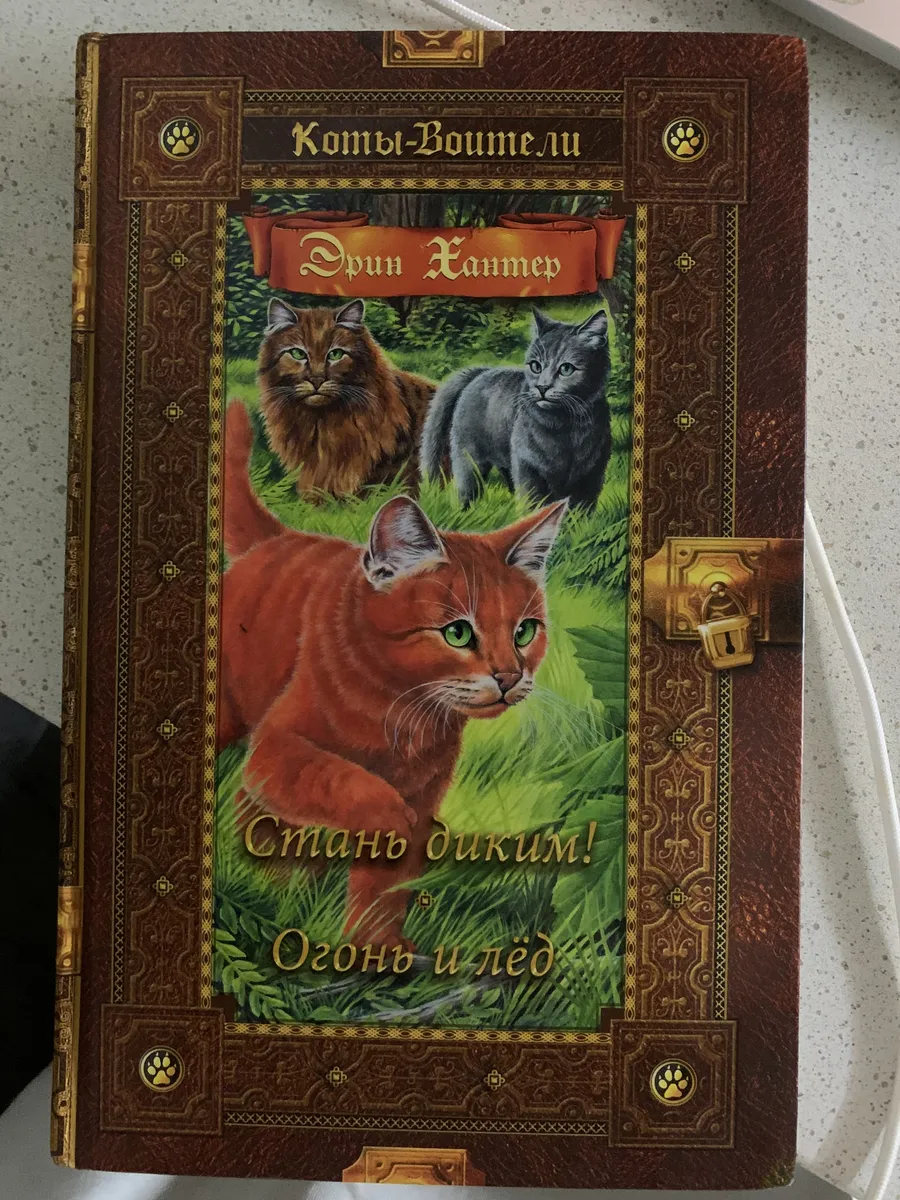 Коты-Воители
Эрин Хантер
Стань диким!
Огонь и лёд